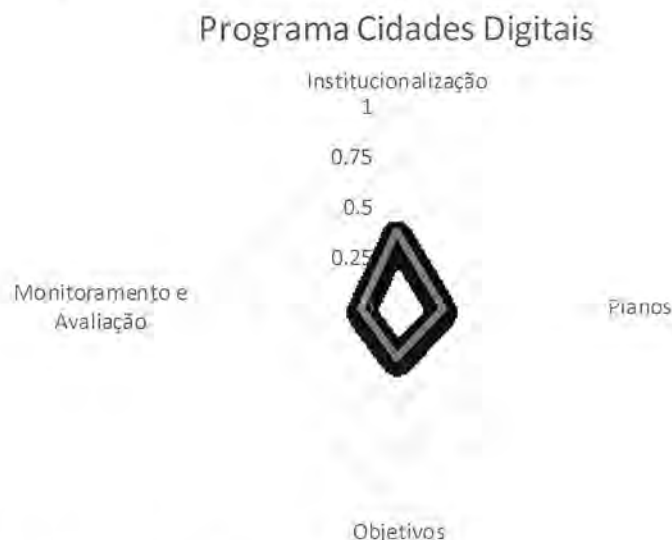 Programa Cidades Digitais
Institucionalização
1
0.75
0.5
0.25
Monitoramento e
Avaliação
Planos
Objetivos